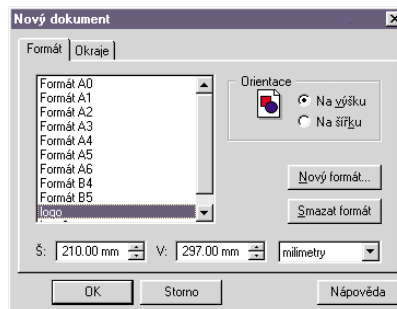 Nový dokument
Formát Okraje
Formát A0
Formát A1
Formát A2
Formát A3
Formát A4
Formát A5
Formát A6
Formát B4
Formát B5
logo
Orientace
Na výšku
Na šířku
Nový formát...
Smazat formát
Š: 210.00 mm V: 297.00 mm milimetry
OK Storno Nápověda